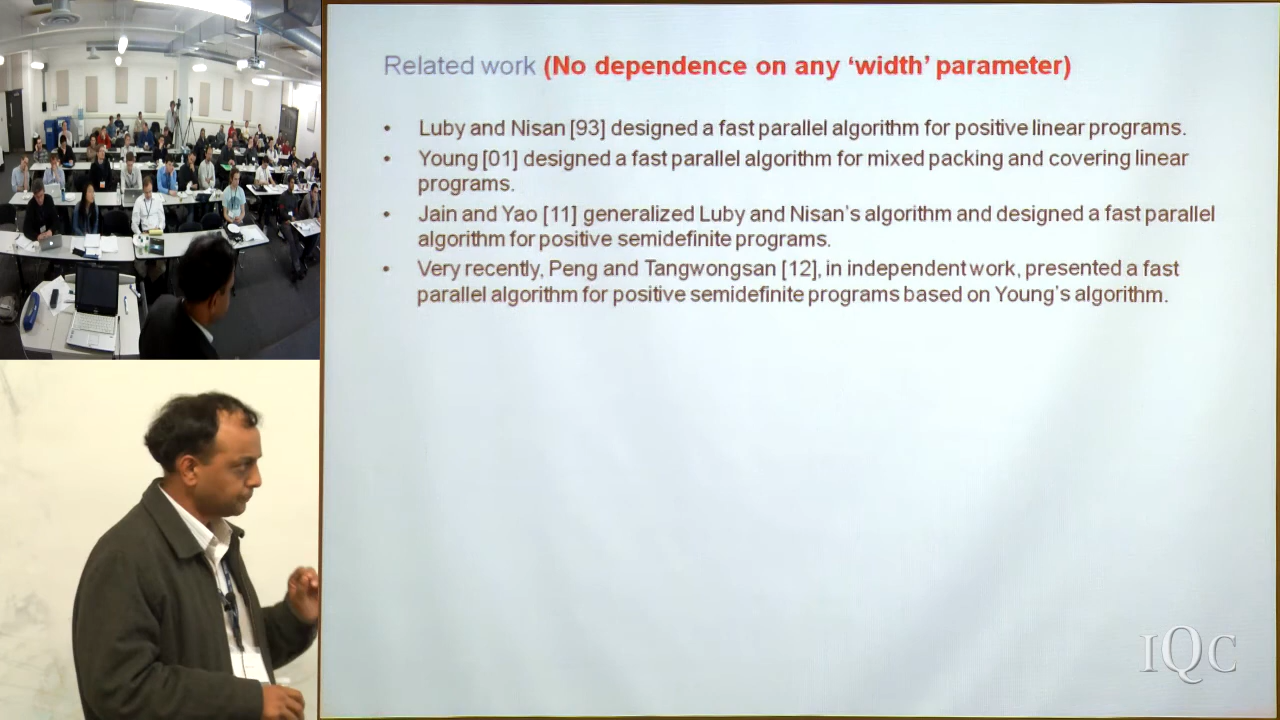 Related work (No dependence on any ‘width’ parameter)
• Luby and Nisan [93] designed a fast parallel algorithm for positive linear programs.
• Young [01] designed a fast parallel algorithm for mixed packing and covering linear
programs.
• Jain and Yao [11] generalized Luby and Nisan’s algorithm and designed a fast parallel
algorithm for positive semidefinite programs.
• Very recently, Peng and Tangwongsan [12], in independent work, presented a fast
parallel algorithm for positive semidefinite programs based on Young’s algorithm.
IQC